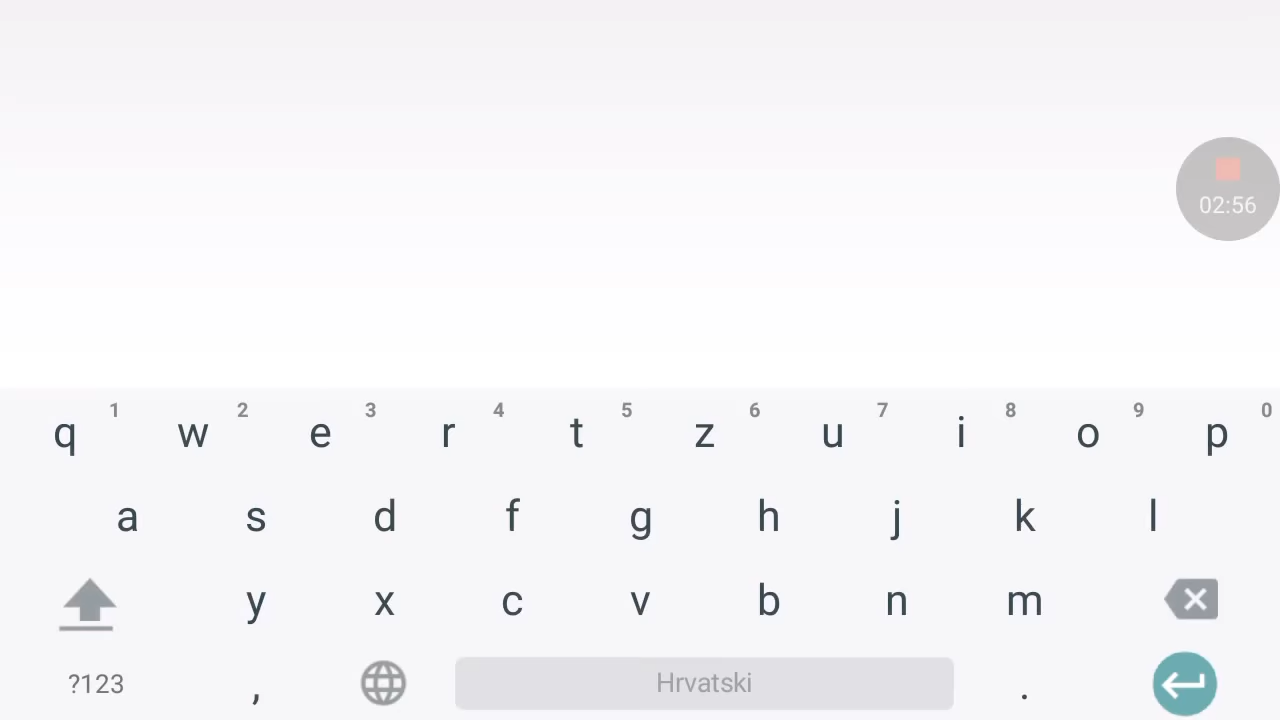 02:56
1 2 3 4 5 6 7 8 9 0
q w e r t z u i o p
a s d f g h j k l
y x c v b n m
?123 , Hrvatski .